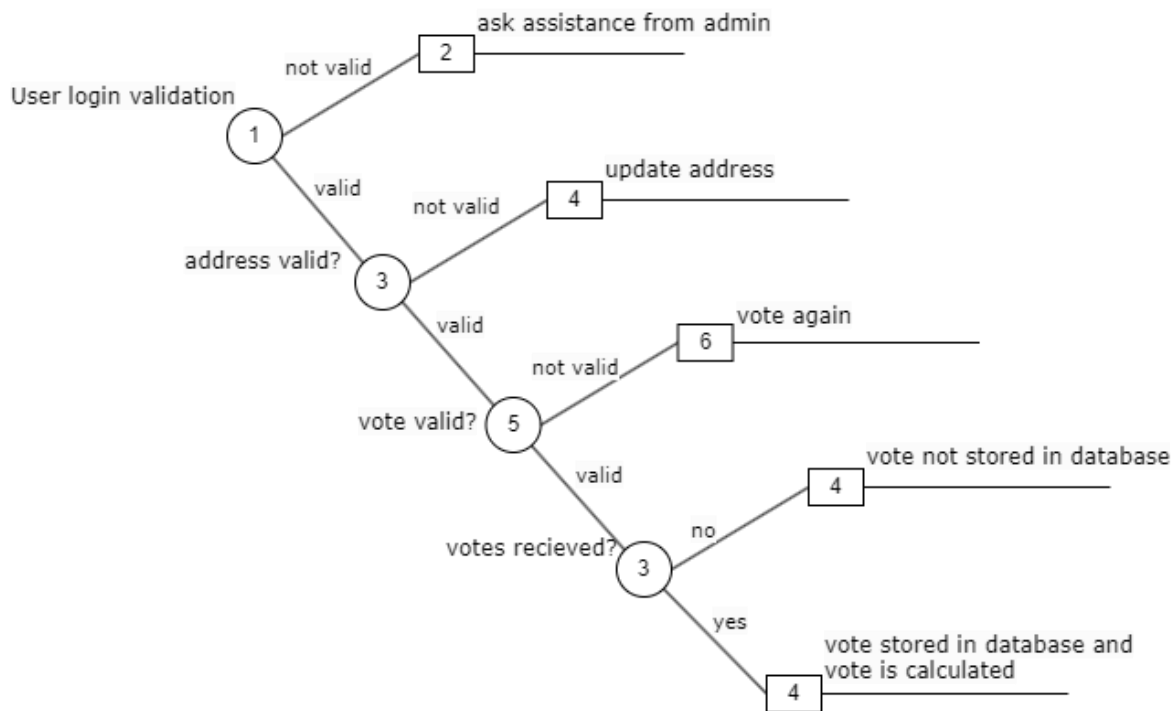 ask assistance from admin
2
not valid
User login validation
1
valid
update address
4
not valid
address valid?
3
valid
vote again
6
not valid
vote valid?
5
valid
vote not stored in database
4
no
votes recieved?
3
yes
vote stored in database and
vote is calculated
4